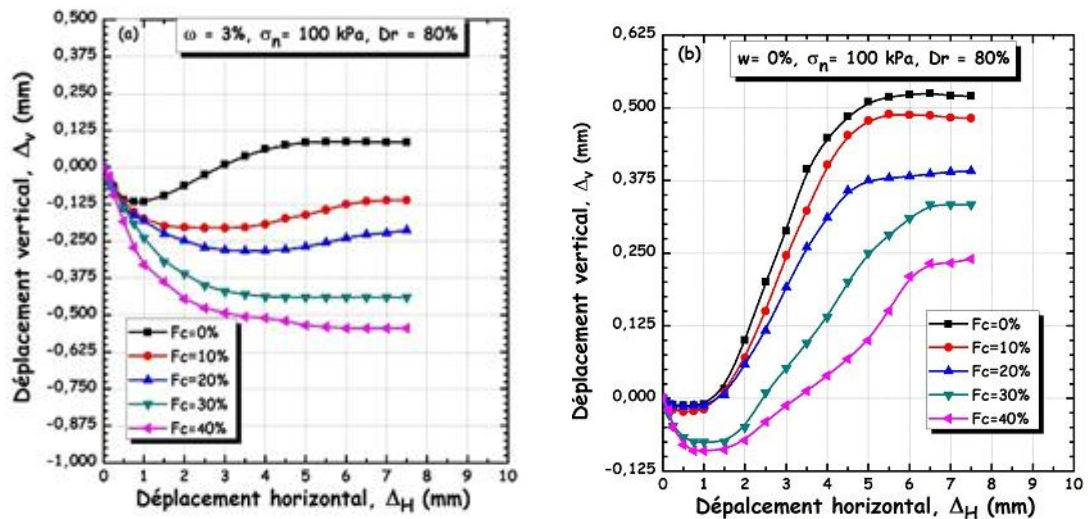 (a)
ω = 3%, σn= 100 kPa, Dr = 80%
Déplacement vertical, Δv (mm)
0,500
0,375
0,250
0,125
0,000
-0,125
-0,250
-0,375
-0,500
-0,625
-0,750
-0,875
-1,000
Fc=0%
Fc=10%
Fc=20%
Fc=30%
Fc=40%
0 1 2 3 4 5 6 7 8 9 10
Déplacement horizontal, ΔH (mm)
(b)
w= 0%, σn= 100 kPa, Dr = 80%
Déplacement vertical, Δv (mm)
0,625
0,500
0,375
0,250
0,125
0,000
-0,125
Fc=0%
Fc=10%
Fc=20%
Fc=30%
Fc=40%
0 1 2 3 4 5 6 7 8 9 10
Dépalcement horizontal, ΔH (mm)